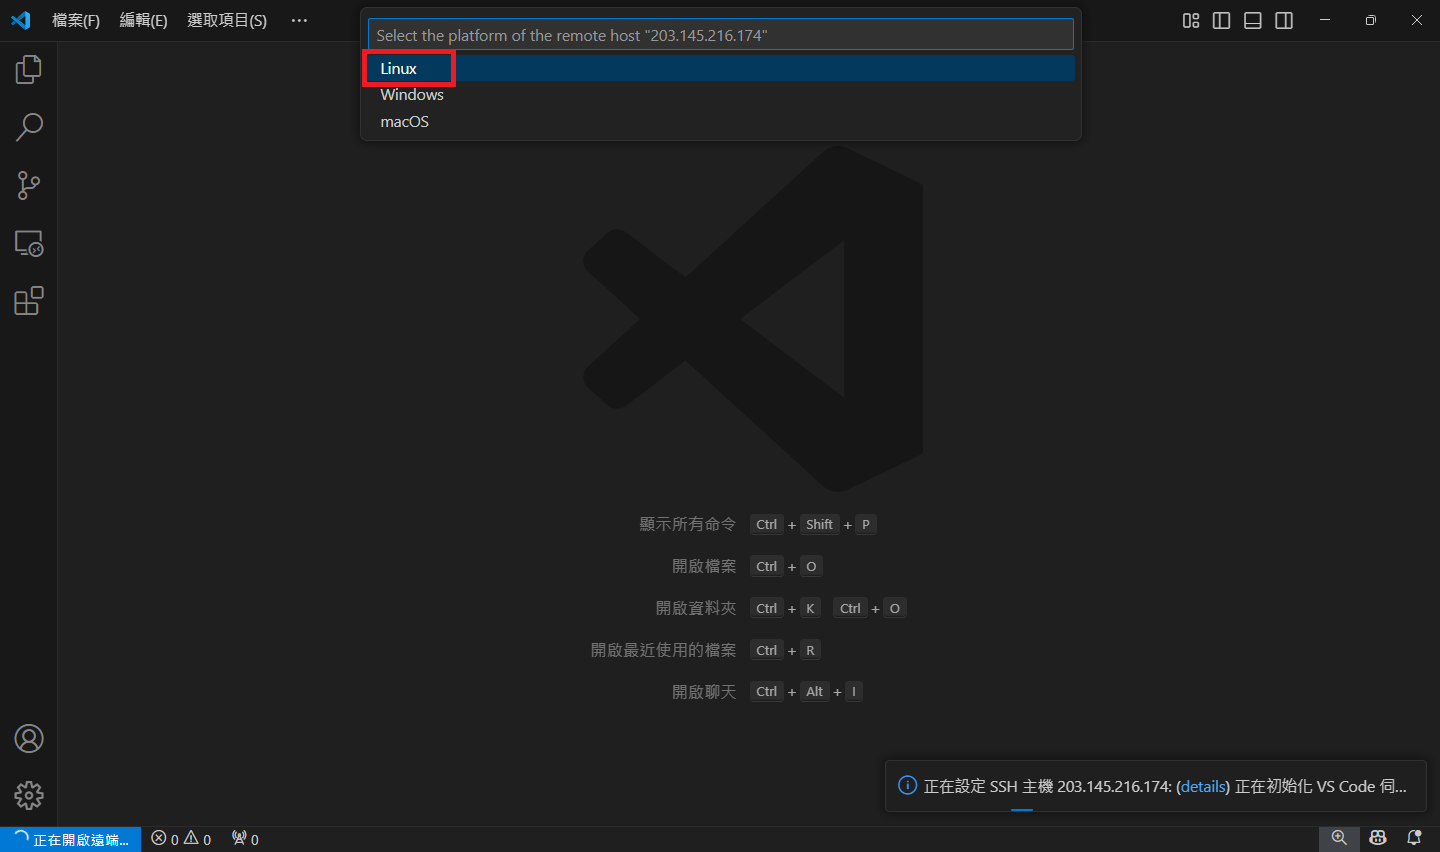 檔案(F) 編輯(E) 選取項目(S) ···
Select the platform of the remote host "203.145.216.174"
Linux
Windows
macOS
顯示所有命令 Ctrl + Shift + P
開啟檔案 Ctrl + O
開啟資料夾 Ctrl + K Ctrl + O
開啟最近使用的檔案 Ctrl + R
開啟聊天 Ctrl + Alt + I
正在設定 SSH 主機 203.145.216.174: (details) 正在初始化 VS Code 伺...
正在開啟遠端... 0 0 0